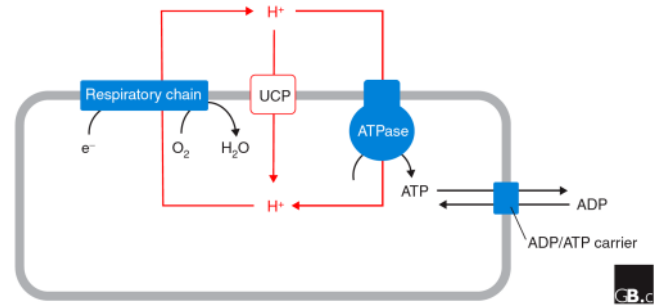 H⁺
Respiratory chain
UCP
ATPase
e⁻
O₂
H₂O
H⁺
ATP
ADP
ADP/ATP carrier
GB.c